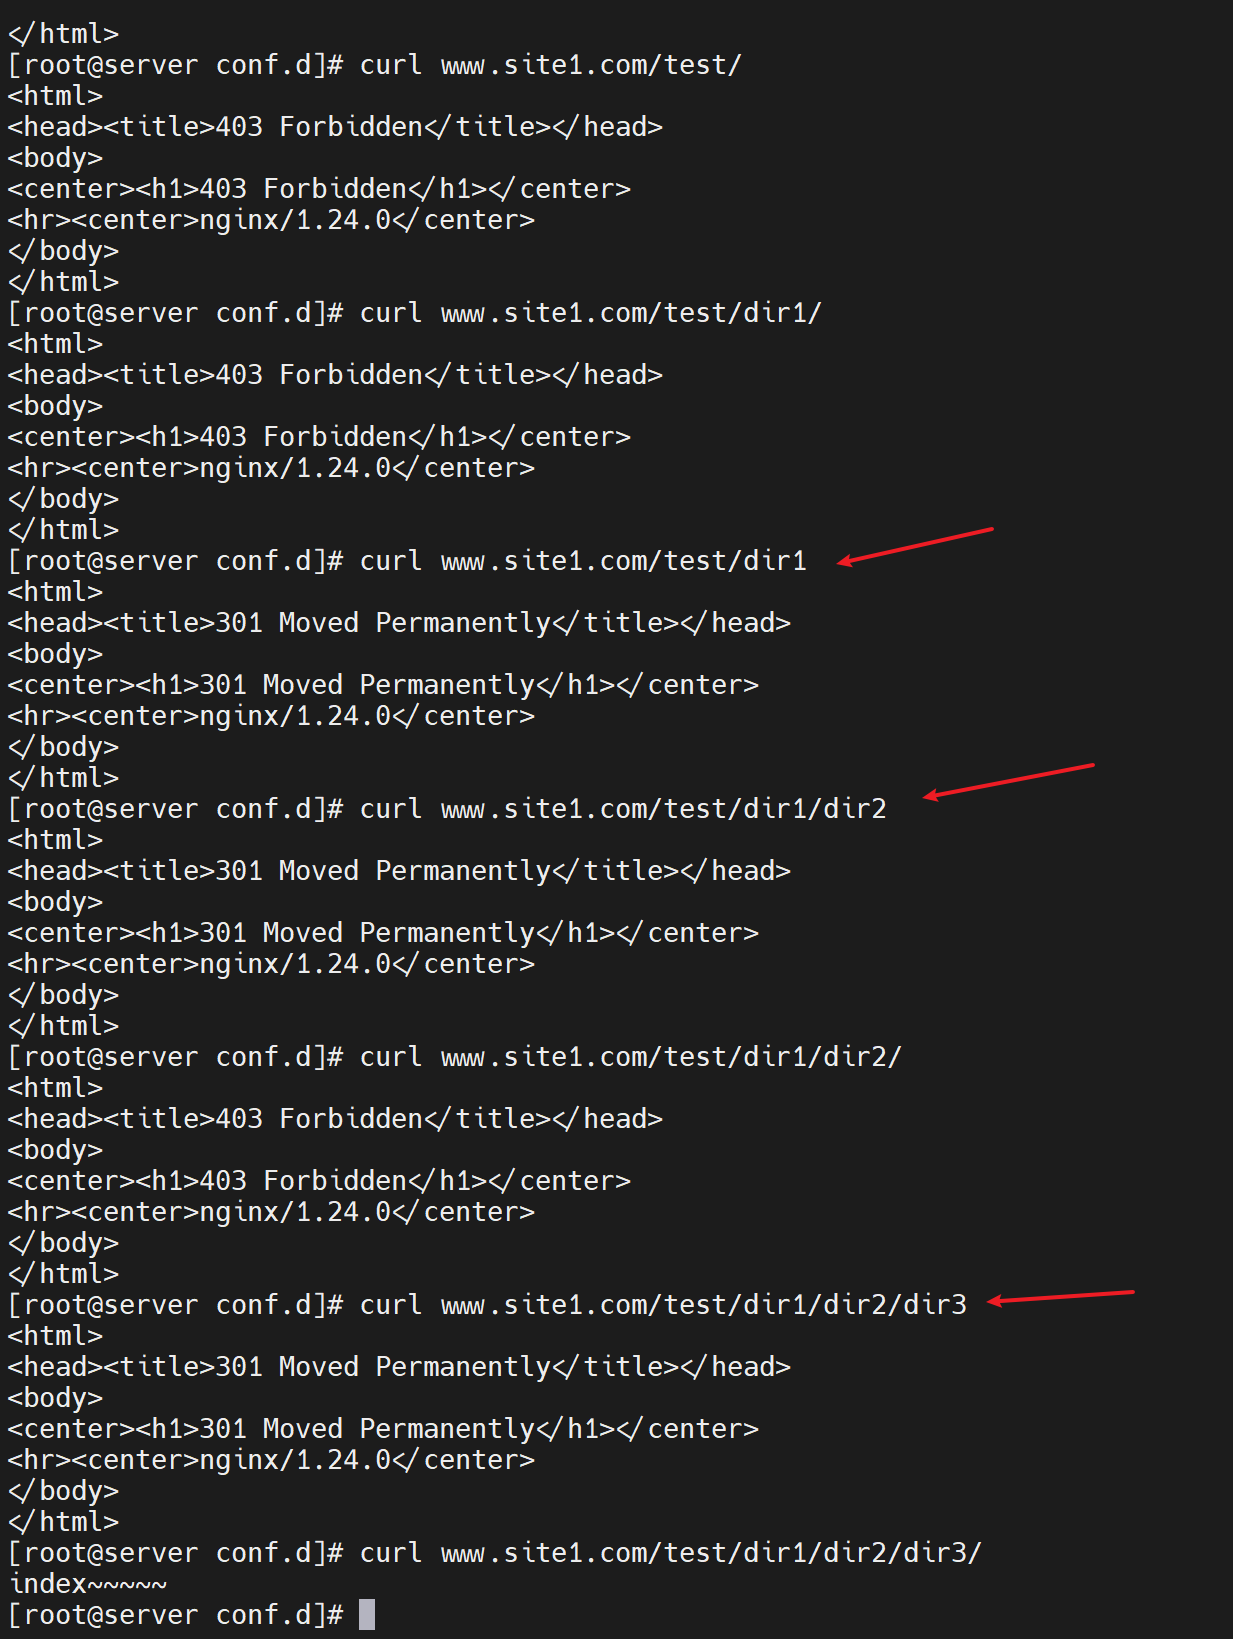 </html>
[root@server conf.d]# curl www.site1.com/test/
<html>
<head><title>403 Forbidden</title></head>
<body>
<center><h1>403 Forbidden</h1></center>
<hr><center>nginx/1.24.0</center>
</body>
</html>
[root@server conf.d]# curl www.site1.com/test/dir1/
<html>
<head><title>403 Forbidden</title></head>
<body>
<center><h1>403 Forbidden</h1></center>
<hr><center>nginx/1.24.0</center>
</body>
</html>
[root@server conf.d]# curl www.site1.com/test/dir1
<html>
<head><title>301 Moved Permanently</title></head>
<body>
<center><h1>301 Moved Permanently</h1></center>
<hr><center>nginx/1.24.0</center>
</body>
</html>
[root@server conf.d]# curl www.site1.com/test/dir1/dir2
<html>
<head><title>301 Moved Permanently</title></head>
<body>
<center><h1>301 Moved Permanently</h1></center>
<hr><center>nginx/1.24.0</center>
</body>
</html>
[root@server conf.d]# curl www.site1.com/test/dir1/dir2/
<html>
<head><title>403 Forbidden</title></head>
<body>
<center><h1>403 Forbidden</h1></center>
<hr><center>nginx/1.24.0</center>
</body>
</html>
[root@server conf.d]# curl www.site1.com/test/dir1/dir2/dir3
<html>
<head><title>301 Moved Permanently</title></head>
<body>
<center><h1>301 Moved Permanently</h1></center>
<hr><center>nginx/1.24.0</center>
</body>
</html>
[root@server conf.d]# curl www.site1.com/test/dir1/dir2/dir3/
index~~~~~
[root@server conf.d]#